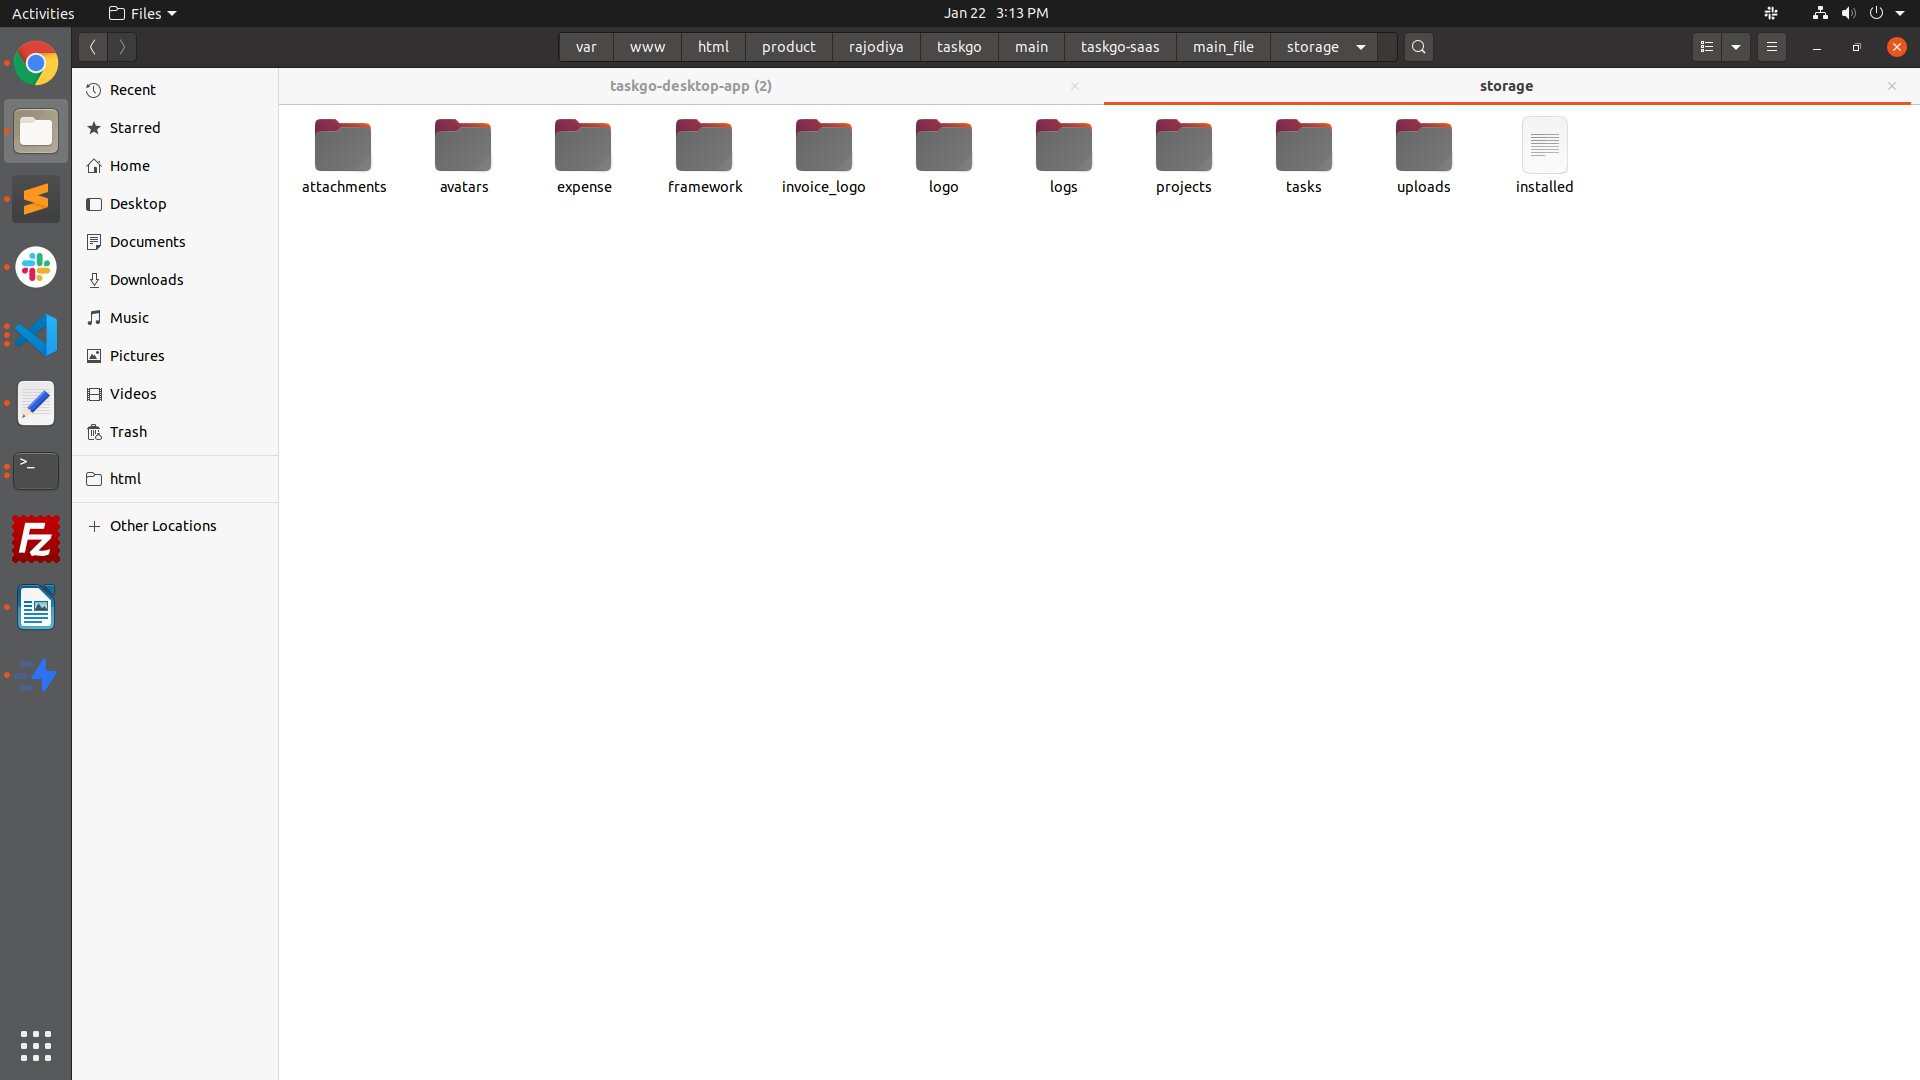 Activities Files Jan 22 3:13 PM
var www html product rajodiya taskgo main taskgo-saas main_file storage
Recent
Starred
Home
Desktop
Documents
Downloads
Music
Pictures
Videos
Trash
html
Other Locations
taskgo-desktop-app (2) storage
attachments avatars expense framework invoice_logo logo logs projects tasks uploads installed
>_
Fz